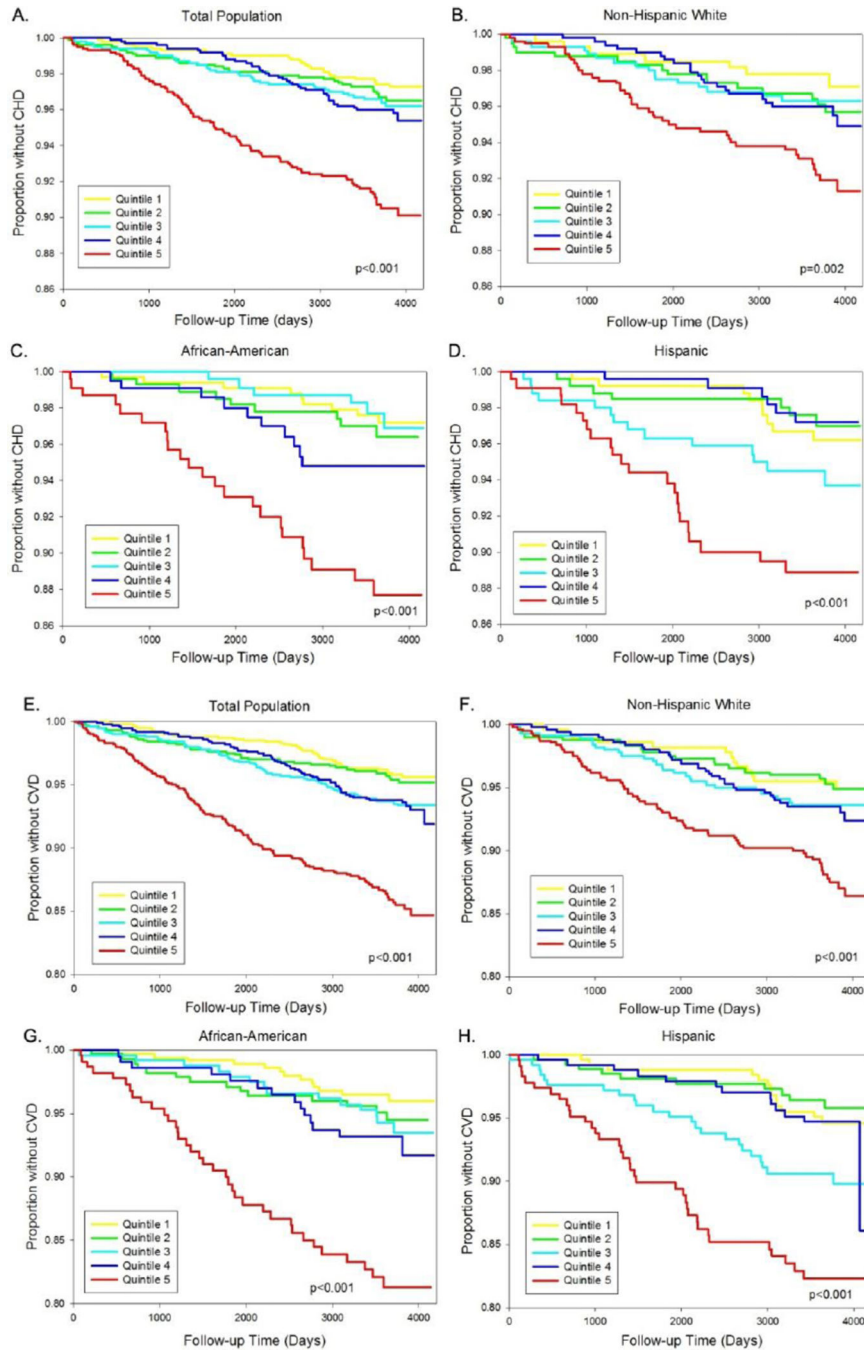 A.
Total Population
Proportion without CHD
1.00
0.98
0.96
0.94
0.92
0.90
0.88
0.86
Quintile 1
Quintile 2
Quintile 3
Quintile 4
Quintile 5
p<0.001
0 1000 2000 3000 4000
Follow-up Time (days)
B.
Non-Hispanic White
Proportion without CHD
1.00
0.98
0.96
0.94
0.92
0.90
0.88
0.86
Quintile 1
Quintile 2
Quintile 3
Quintile 4
Quintile 5
p=0.002
0 1000 2000 3000 4000
Follow-up Time (Days)
C.
African-American
Proportion without CHD
1.00
0.98
0.96
0.94
0.92
0.90
0.88
0.86
Quintile 1
Quintile 2
Quintile 3
Quintile 4
Quintile 5
p<0.001
0 1000 2000 3000 4000
Follow-up Time (Days)
D.
Hispanic
Proportion without CHD
1.00
0.98
0.96
0.94
0.92
0.90
0.88
0.86
Quintile 1
Quintile 2
Quintile 3
Quintile 4
Quintile 5
p<0.001
0 1000 2000 3000 4000
Follow-up Time (Days)
E.
Total Population
Proportion without CVD
1.00
0.95
0.90
0.85
0.80
Quintile 1
Quintile 2
Quintile 3
Quintile 4
Quintile 5
p<0.001
0 1000 2000 3000 4000
Follow-up Time (Days)
F.
Non-Hispanic White
Proportion without CVD
1.00
0.95
0.90
0.85
0.80
Quintile 1
Quintile 2
Quintile 3
Quintile 4
Quintile 5
p<0.001
0 1000 2000 3000 4000
Follow-up Time (Days)
G.
African-American
Proportion without CVD
1.00
0.95
0.90
0.85
0.80
Quintile 1
Quintile 2
Quintile 3
Quintile 4
Quintile 5
p<0.001
0 1000 2000 3000 4000
Follow-up Time (Days)
H.
Hispanic
Proportion without CVD
1.00
0.95
0.90
0.85
0.80
Quintile 1
Quintile 2
Quintile 3
Quintile 4
Quintile 5
p<0.001
0 1000 2000 3000 4000
Follow-up Time (Days)